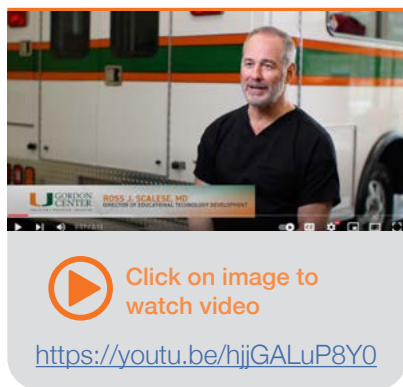 GORDON
CENTER
ROSS J. SCALESE, MD
DIRECTOR OF EDUCATIONAL TECHNOLOGY DEVELOPMENT
Click on image to
watch video
https://youtu.be/hjjGALuP8Y0